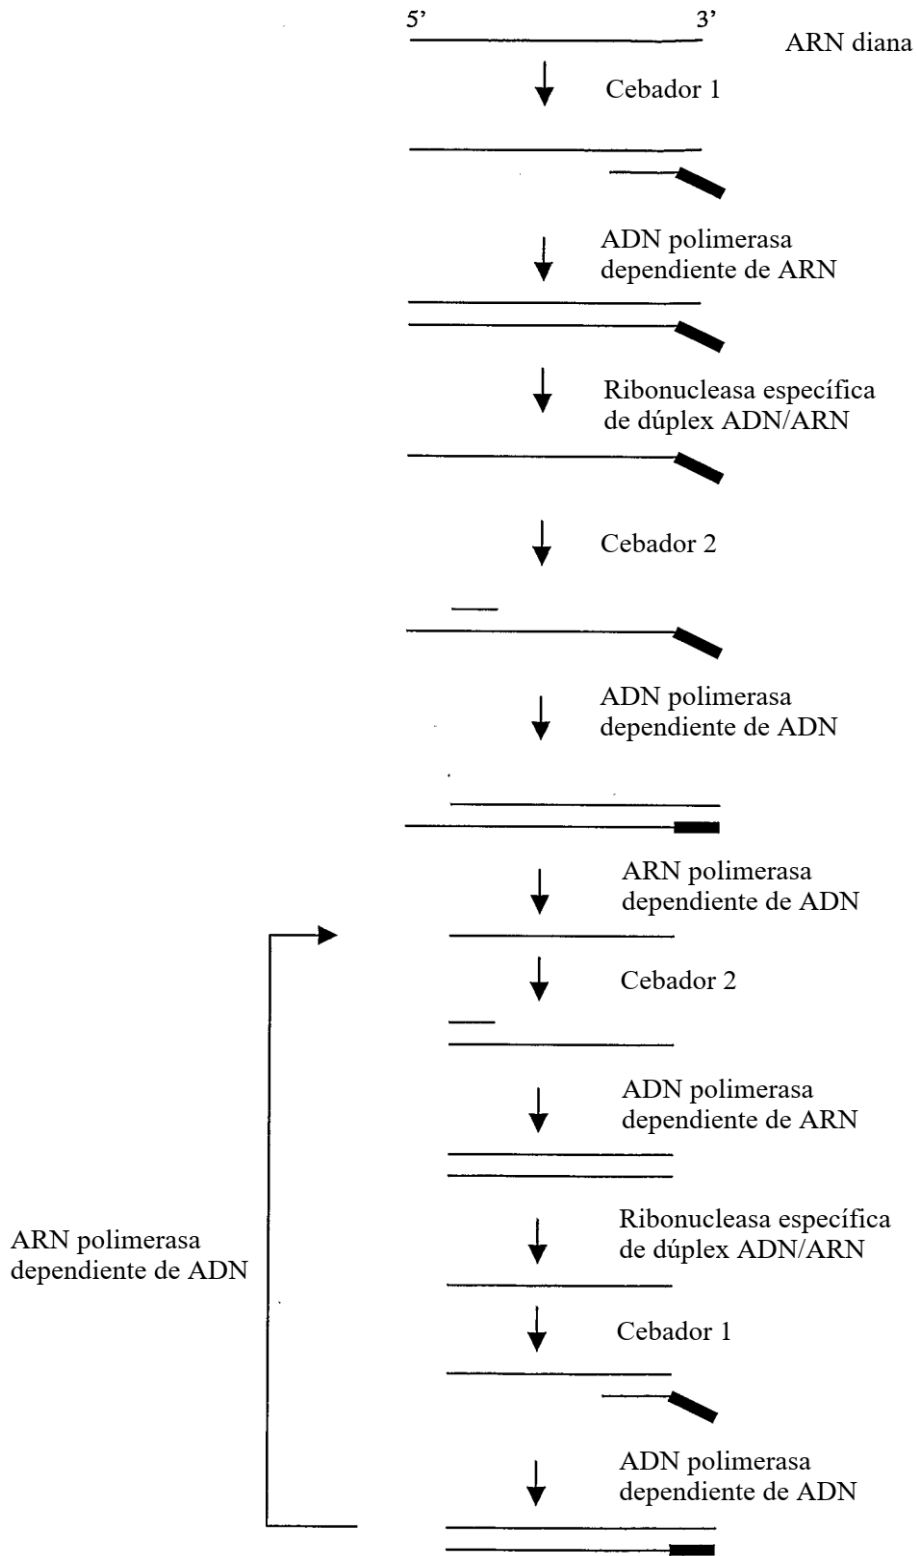 5’ 3’
ARN diana
Cebador 1
ADN polimerasa
dependiente de ARN
Ribonucleasa específica
de dúplex ADN/ARN
Cebador 2
ADN polimerasa
dependiente de ADN
ARN polimerasa
dependiente de ADN
Cebador 2
ADN polimerasa
dependiente de ARN
ARN polimerasa
dependiente de ADN
Ribonucleasa específica
de dúplex ADN/ARN
Cebador 1
ADN polimerasa
dependiente de ADN